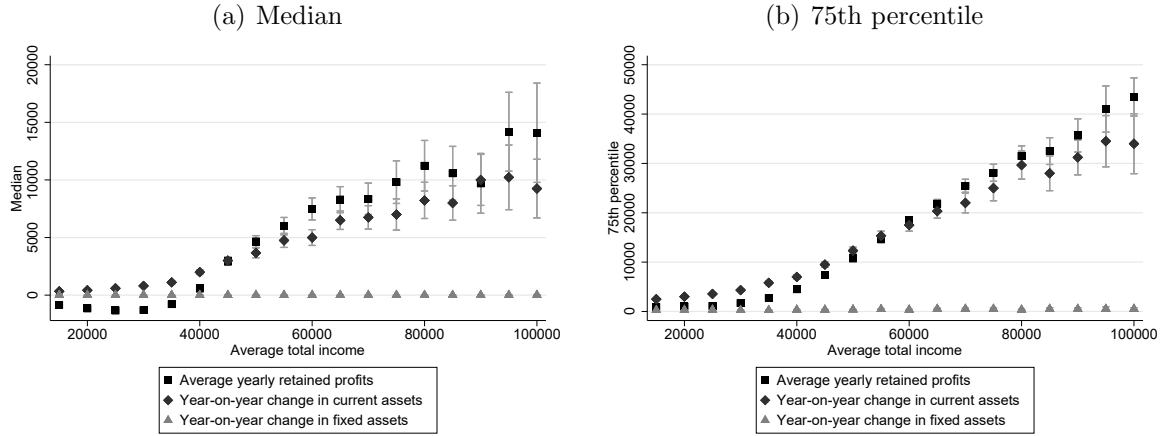 (a) Median
(b) 75th percentile
20000
15000
10000
5000
0
Median
20000 40000 60000 80000 100000
Average total income
Average yearly retained profits
Year-on-year change in current assets
Year-on-year change in fixed assets
50000
40000
30000
20000
10000
0
75th percentile
20000 40000 60000 80000 100000
Average total income
Average yearly retained profits
Year-on-year change in current assets
Year-on-year change in fixed assets